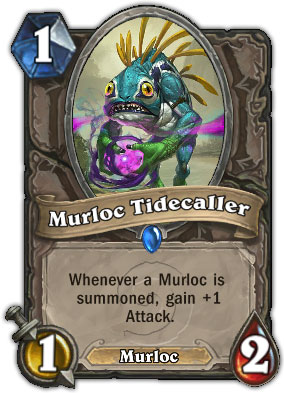 1
Murloc Tidecaller
Whenever a Murloc is
summoned, gain +1
Attack.
Murloc
1
2